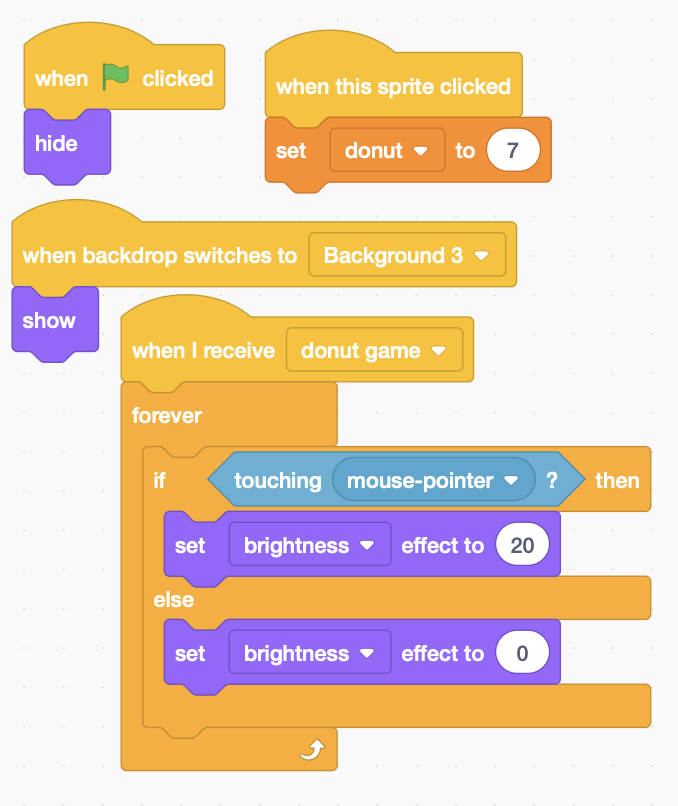 when clicked
hide
when this sprite clicked
set donut to 7
when backdrop switches to Background 3
show
when I receive donut game
forever
if touching mouse-pointer ? then
set brightness effect to 20
else
set brightness effect to 0